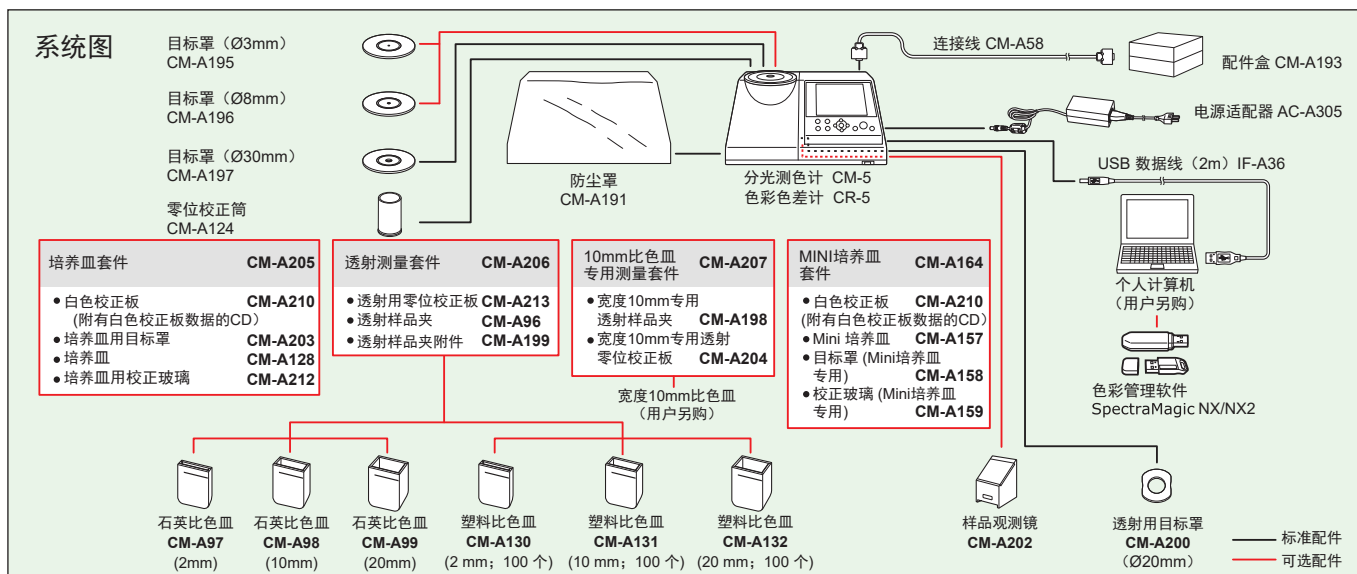 系统图
目标罩（Ø3mm）
CM-A195
目标罩（Ø8mm）
CM-A196
目标罩（Ø30mm）
CM-A197
零位校正筒
CM-A124
防尘罩
CM-A191
分光测色计 CM-5
色彩色差计 CR-5
连接线 CM-A58
配件盒 CM-A193
电源适配器 AC-A305
USB 数据线（2m）IF-A36
个人计算机
（用户另购）
色彩管理软件
SpectraMagic NX/NX2
培养皿套件 CM-A205
●白色校正板 CM-A210
(附有白色校正板数据的CD）
●培养皿用目标罩 CM-A203
●培养皿 CM-A128
●培养皿用校正玻璃 CM-A212
透射测量套件 CM-A206
●透射用零位校正板 CM-A213
●透射样品夹 CM-A96
●透射样品夹附件 CM-A199
10mm比色皿
专用测量套件 CM-A207
●宽度10mm专用
透射样品夹 CM-A198
●宽度10mm专用透射
零位校正板 CM-A204
宽度10mm比色皿
（用户另购）
MINI培养皿
套件 CM-A164
●白色校正板 CM-A210
(附有白色校正板数据的CD）
●Mini 培养皿 CM-A157
●目标罩 (Mini培养皿
专用) CM-A158
●校正玻璃 (Mini培养皿
专用) CM-A159
石英比色皿
CM-A97
(2mm)
石英比色皿
CM-A98
(10mm)
石英比色皿
CM-A99
(20mm)
塑料比色皿
CM-A130
(2 mm；100 个)
塑料比色皿
CM-A131
(10 mm；100 个)
塑料比色皿
CM-A132
(20 mm；100 个)
样品观测镜
CM-A202
透射用目标罩
CM-A200
（Ø20mm）
标准配件
可选配件